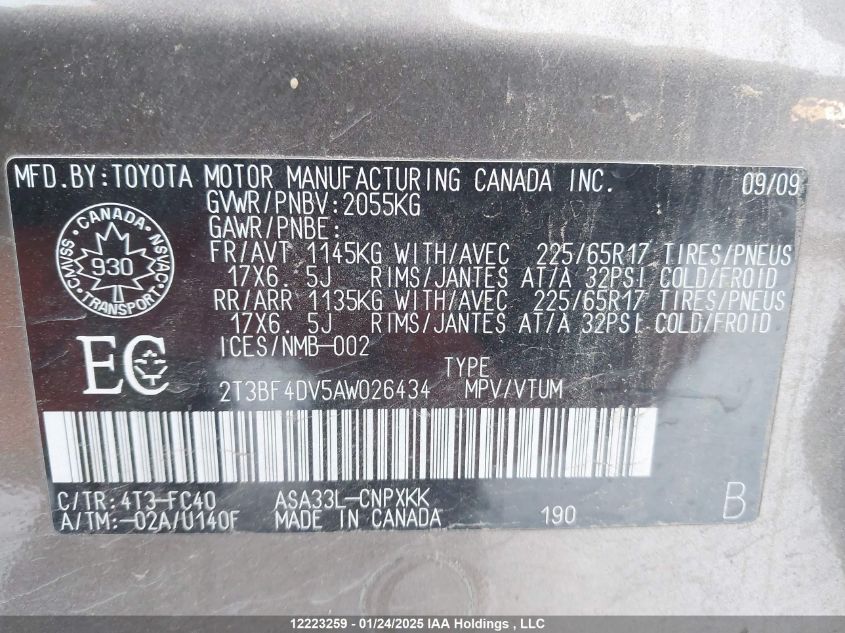 MFD.BY:TOYOTA MOTOR MANUFACTURING CANADA INC. 09/09
GVWR/PNBV:2055KG
GAWR/PNBE:
FR/AVT 1145KG WITH/AVEC 225/65R17 TIRES/PNEUS
17X6.5J RIMS/JANTES AT/A 32PSI COLD/FROID
RR/ARR 1135KG WITH/AVEC 225/65R17 TIRES/PNEUS
17X6.5J RIMS/JANTES AT/A 32PSI COLD/FROID
CANADA
CMVSS 930 NSVAC
TRANSPORT
ICES/NMB-002
EC
TYPE
2T3BF4DV5AW026434 MPV/VTUM
C/TR:4T3-FC40 ASA33L-CNPXKK
A/TM:-02A/U140F MADE IN CANADA 190 B
12223259 - 01/24/2025 IAA Holdings , LLC